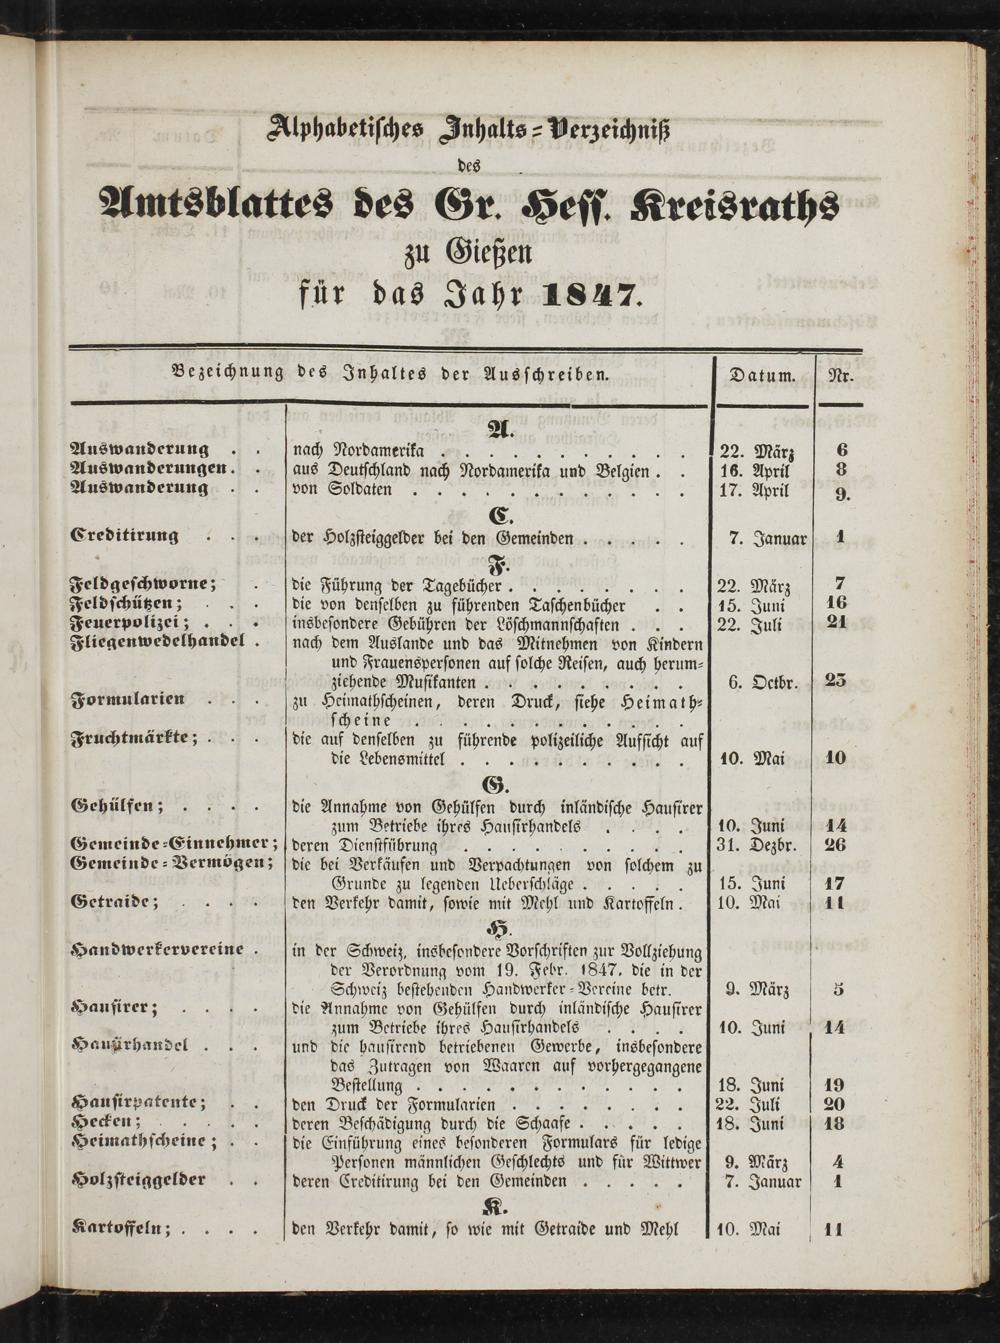 Alphabetisches Inhalts=Verzeichniß
des
Amtsblattes des Gr. Hess. Kreisraths
zu Gießen
für das Jahr 1847.
Bezeichnung des Inhaltes der Ausschreiben. Datum. Nr.
A.
Auswanderung . . nach Nordamerika . . . . . . . . . . . 22. März 6
Auswanderungen. . aus Deutschland nach Nordamerika und Belgien . . 16. April 8
Auswanderung . . von Soldaten . . . . . . . . . . . . 17. April 9.
C.
Creditirung . . . der Holzsteiggelder bei den Gemeinden . . . . . 7. Januar 1
F.
Feldgeschworne; . die Führung der Tagebücher . . . . . . . . 22. März 7
Feldschützen; . . . die von denselben zu führenden Taschenbücher . . 15. Juni 16
Feuerpolizei; . . . insbesondere Gebühren der Löschmannschaften . . . 22. Juli 21
Fliegenwedelhandel . nach dem Auslande und das Mitnehmen von Kindern
und Frauenspersonen auf solche Reisen, auch herum=
ziehende Musikanten . . . . . . . . . 6. Octbr. 23
Formularien . . . zu Heimathscheinen, deren Druck, siehe Heimath=
scheine . . . . . . . . . . . .
Fruchtmärkte; . . . die auf denselben zu führende polizeiliche Aufsicht auf
die Lebensmittel . . . . . . . . . . 10. Mai 10
G.
Gehülfen; . . . . die Annahme von Gehülfen durch inländische Hausirer
zum Betriebe ihres Hausirhandels . . . . 10. Juni 14
Gemeinde=Einnehmer; deren Dienstführung . . . . . . . . . . 31. Dezbr. 26
Gemeinde=Vermögen; die bei Verkäufen und Verpachtungen von solchem zu
Grunde zu legenden Ueberschläge . . . . . 15. Juni 17
Getraide; . . . . den Verkehr damit, sowie mit Mehl und Kartoffeln . 10. Mai 11
H.
Handwerkervereine . in der Schweiz, insbesondere Vorschriften zur Vollziehung
der Verordnung vom 19. Febr. 1847, die in der
Schweiz bestehenden Handwerker=Vereine betr. 9. März 5
Hausirer; . . . . die Annahme von Gehülfen durch inländische Hausirer
zum Betriebe ihres Hausirhandels . . . . 10. Juni 14
Hausirhandel . . . und die hausirend betriebenen Gewerbe, insbesondere
das Zutragen von Waaren auf vorhergegangene
Bestellung . . . . . . . . . . . . 18. Juni 19
Hausirpatente; . . den Druck der Formularien . . . . . . . . 22. Juli 20
Hecken; . . . . . deren Beschädigung durch die Schaafe . . . . . 18. Juni 18
Heimathscheine; . . die Einführung eines besonderen Formulars für ledige
Personen männlichen Geschlechts und für Wittwer 9. März 4
Holzsteiggelder . . deren Creditirung bei den Gemeinden . . . . . 7. Januar 1
K.
Kartoffeln; . . . . den Verkehr damit, so wie mit Getraide und Mehl 10. Mai 11